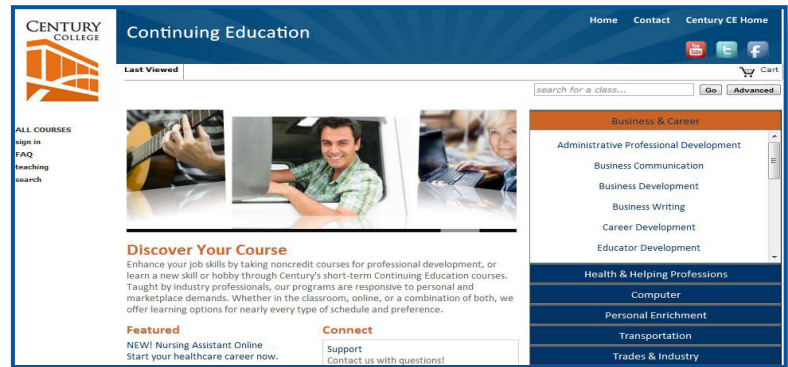 CENTURY
COLLEGE
Continuing Education
Home Contact Century CE Home
You Tube t f
Last Viewed
Cart
search for a class... Go Advanced
ALL COURSES
sign in
FAQ
teaching
search
Business & Career
Administrative Professional Development
Business Communication
Business Development
Business Writing
Career Development
Educator Development
Health & Helping Professions
Computer
Personal Enrichment
Transportation
Trades & Industry
Discover Your Course
Enhance your job skills by taking noncredit courses for professional development, or
learn a new skill or hobby through Century's short-term Continuing Education courses.
Taught by industry professionals, our programs are responsive to personal and
marketplace demands. Whether in the classroom, online, or a combination of both, we
offer learning options for nearly every type of schedule and preference.
Featured
NEW! Nursing Assistant Online
Start your healthcare career now.
Connect
Support
Contact us with questions!